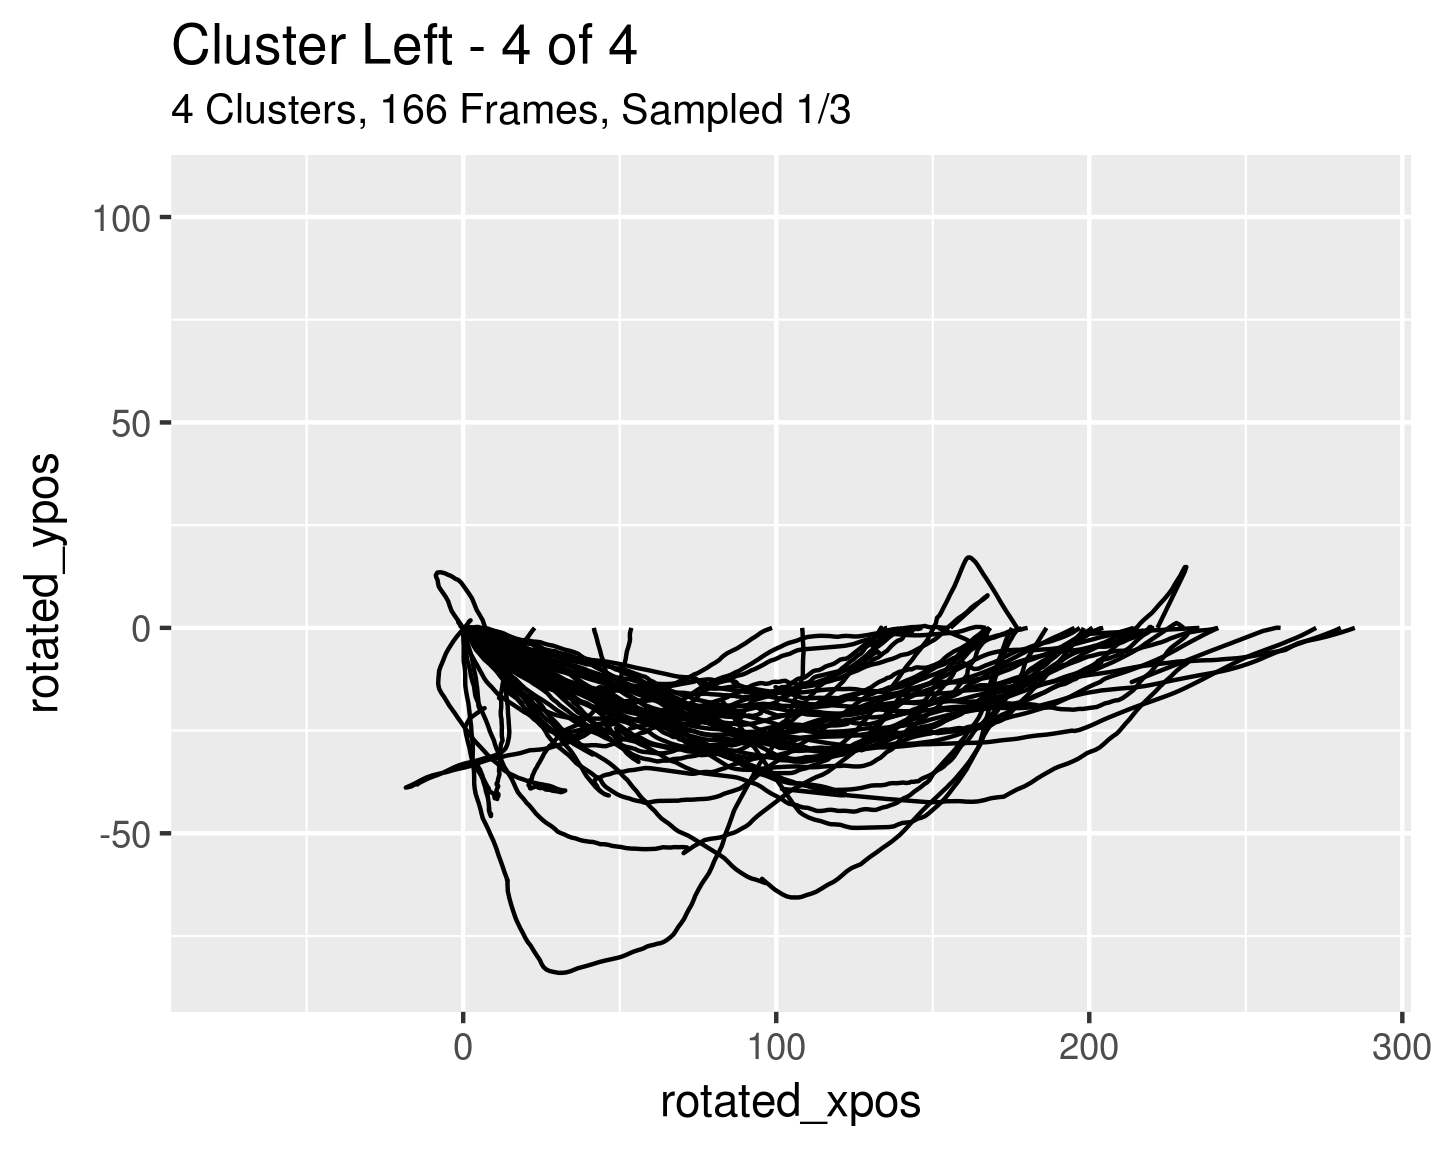 Cluster Left - 4 of 4
4 Clusters, 166 Frames, Sampled 1/3
100
50
0
-50
rotated_ypos
0 100 200 300
rotated_xpos